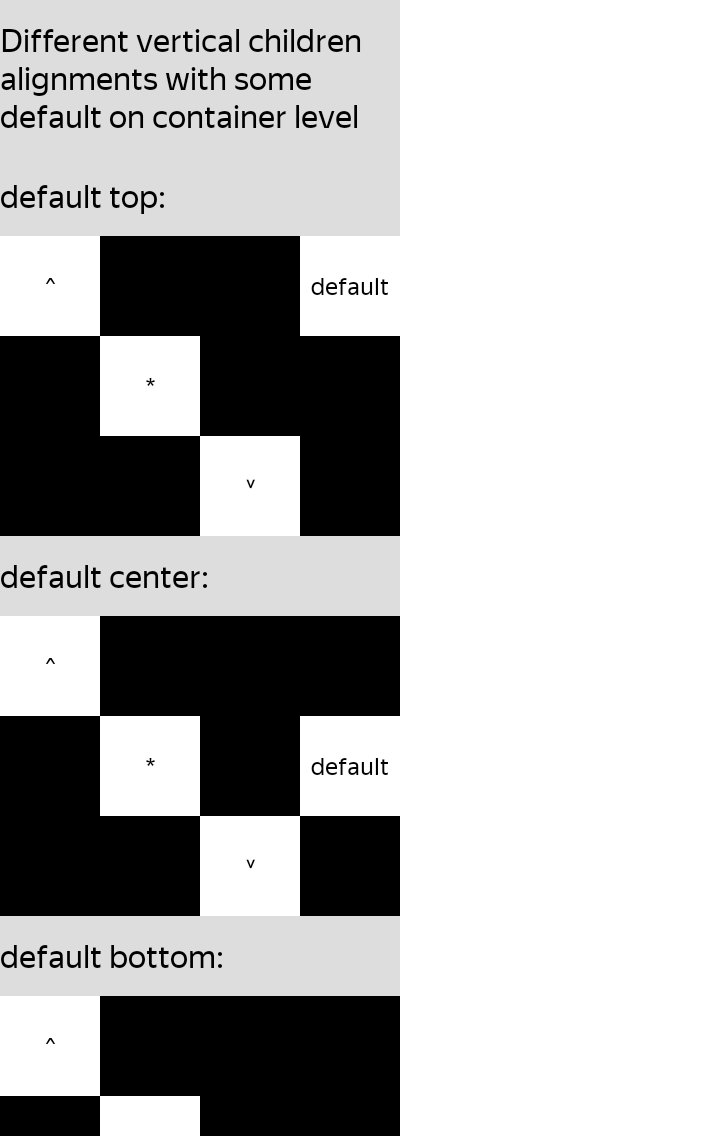 Different vertical children
alignments with some
default on container level
default top:
^ default
*
v
default center:
^
* default
v
default bottom:
^